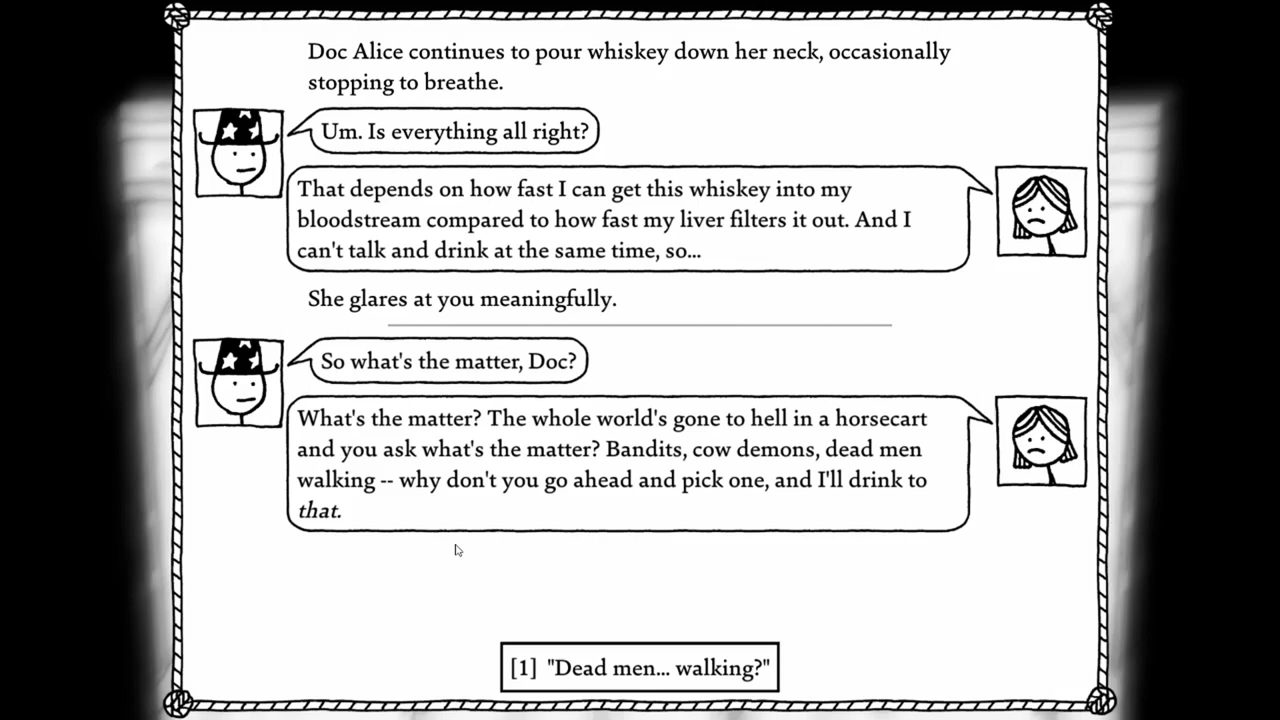 Doc Alice continues to pour whiskey down her neck, occasionally
stopping to breathe.
Um. Is everything all right?
That depends on how fast I can get this whiskey into my
bloodstream compared to how fast my liver filters it out. And I
can't talk and drink at the same time, so...
She glares at you meaningfully.
So what's the matter, Doc?
What's the matter? The whole world's gone to hell in a horsecart
and you ask what's the matter? Bandits, cow demons, dead men
walking -- why don't you go ahead and pick one, and I'll drink to
that.
[1] "Dead men... walking?"